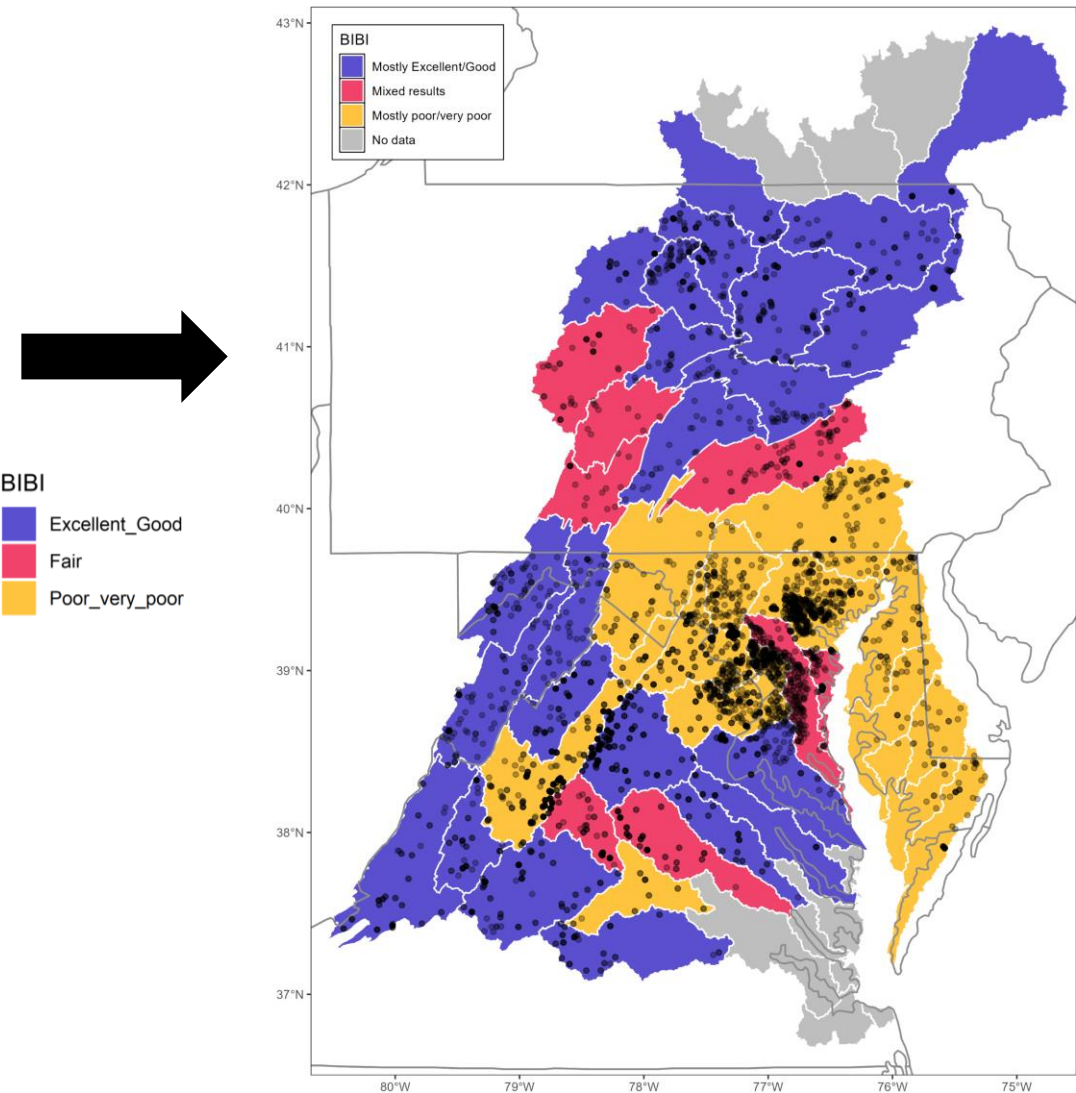 43°N
BIBI
Mostly Excellent/Good
Mixed results
Mostly poor/very poor
No data
42°N
41°N
BIBI
40°N
Excellent_Good
Fair
Poor_very_poor
39°N
38°N
37°N
80°W 79°W 78°W 77°W 76°W 75°W